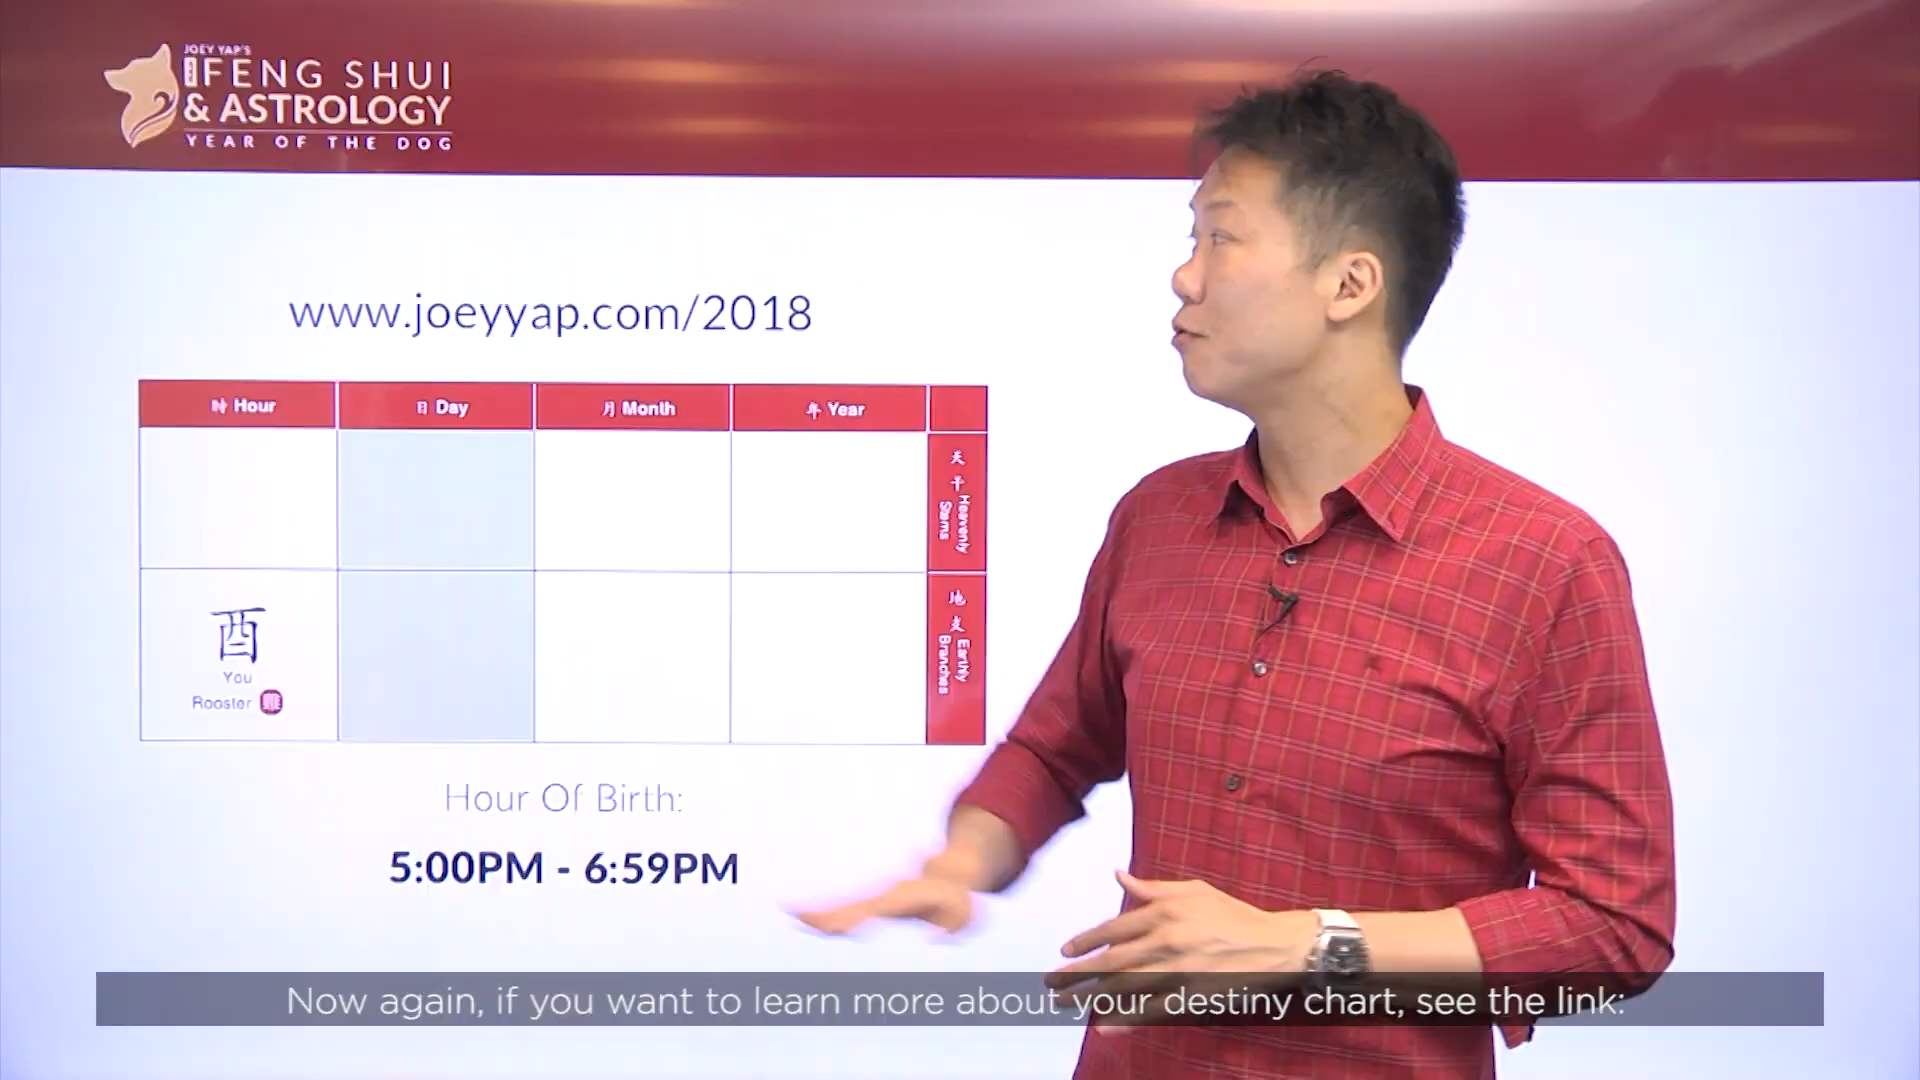 JOEY YAP'S
FENG SHUI
& ASTROLOGY
YEAR OF THE DOG
www.joeyyap.com/2018
時 Hour
日 Day
月 Month
年 Year
天干 Heavenly Stems
酉
You
Rooster
地支 Earthly Branches
Hour Of Birth:
5:00PM - 6:59PM
Now again, if you want to learn more about your destiny chart, see the link: